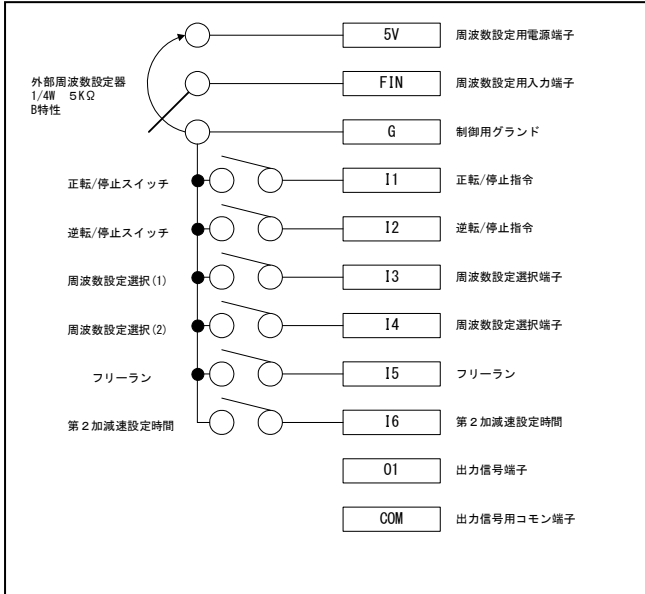 5V 周波数設定用電源端子
外部周波数設定器
1/4W 5KΩ
B特性
FIN 周波数設定用入力端子
G 制御用グランド
正転/停止スイッチ I1 正転/停止指令
逆転/停止スイッチ I2 逆転/停止指令
周波数設定選択(1) I3 周波数設定選択端子
周波数設定選択(2) I4 周波数設定選択端子
フリーラン I5 フリーラン
第2加減速設定時間 I6 第2加減速設定時間
O1 出力信号端子
COM 出力信号用コモン端子